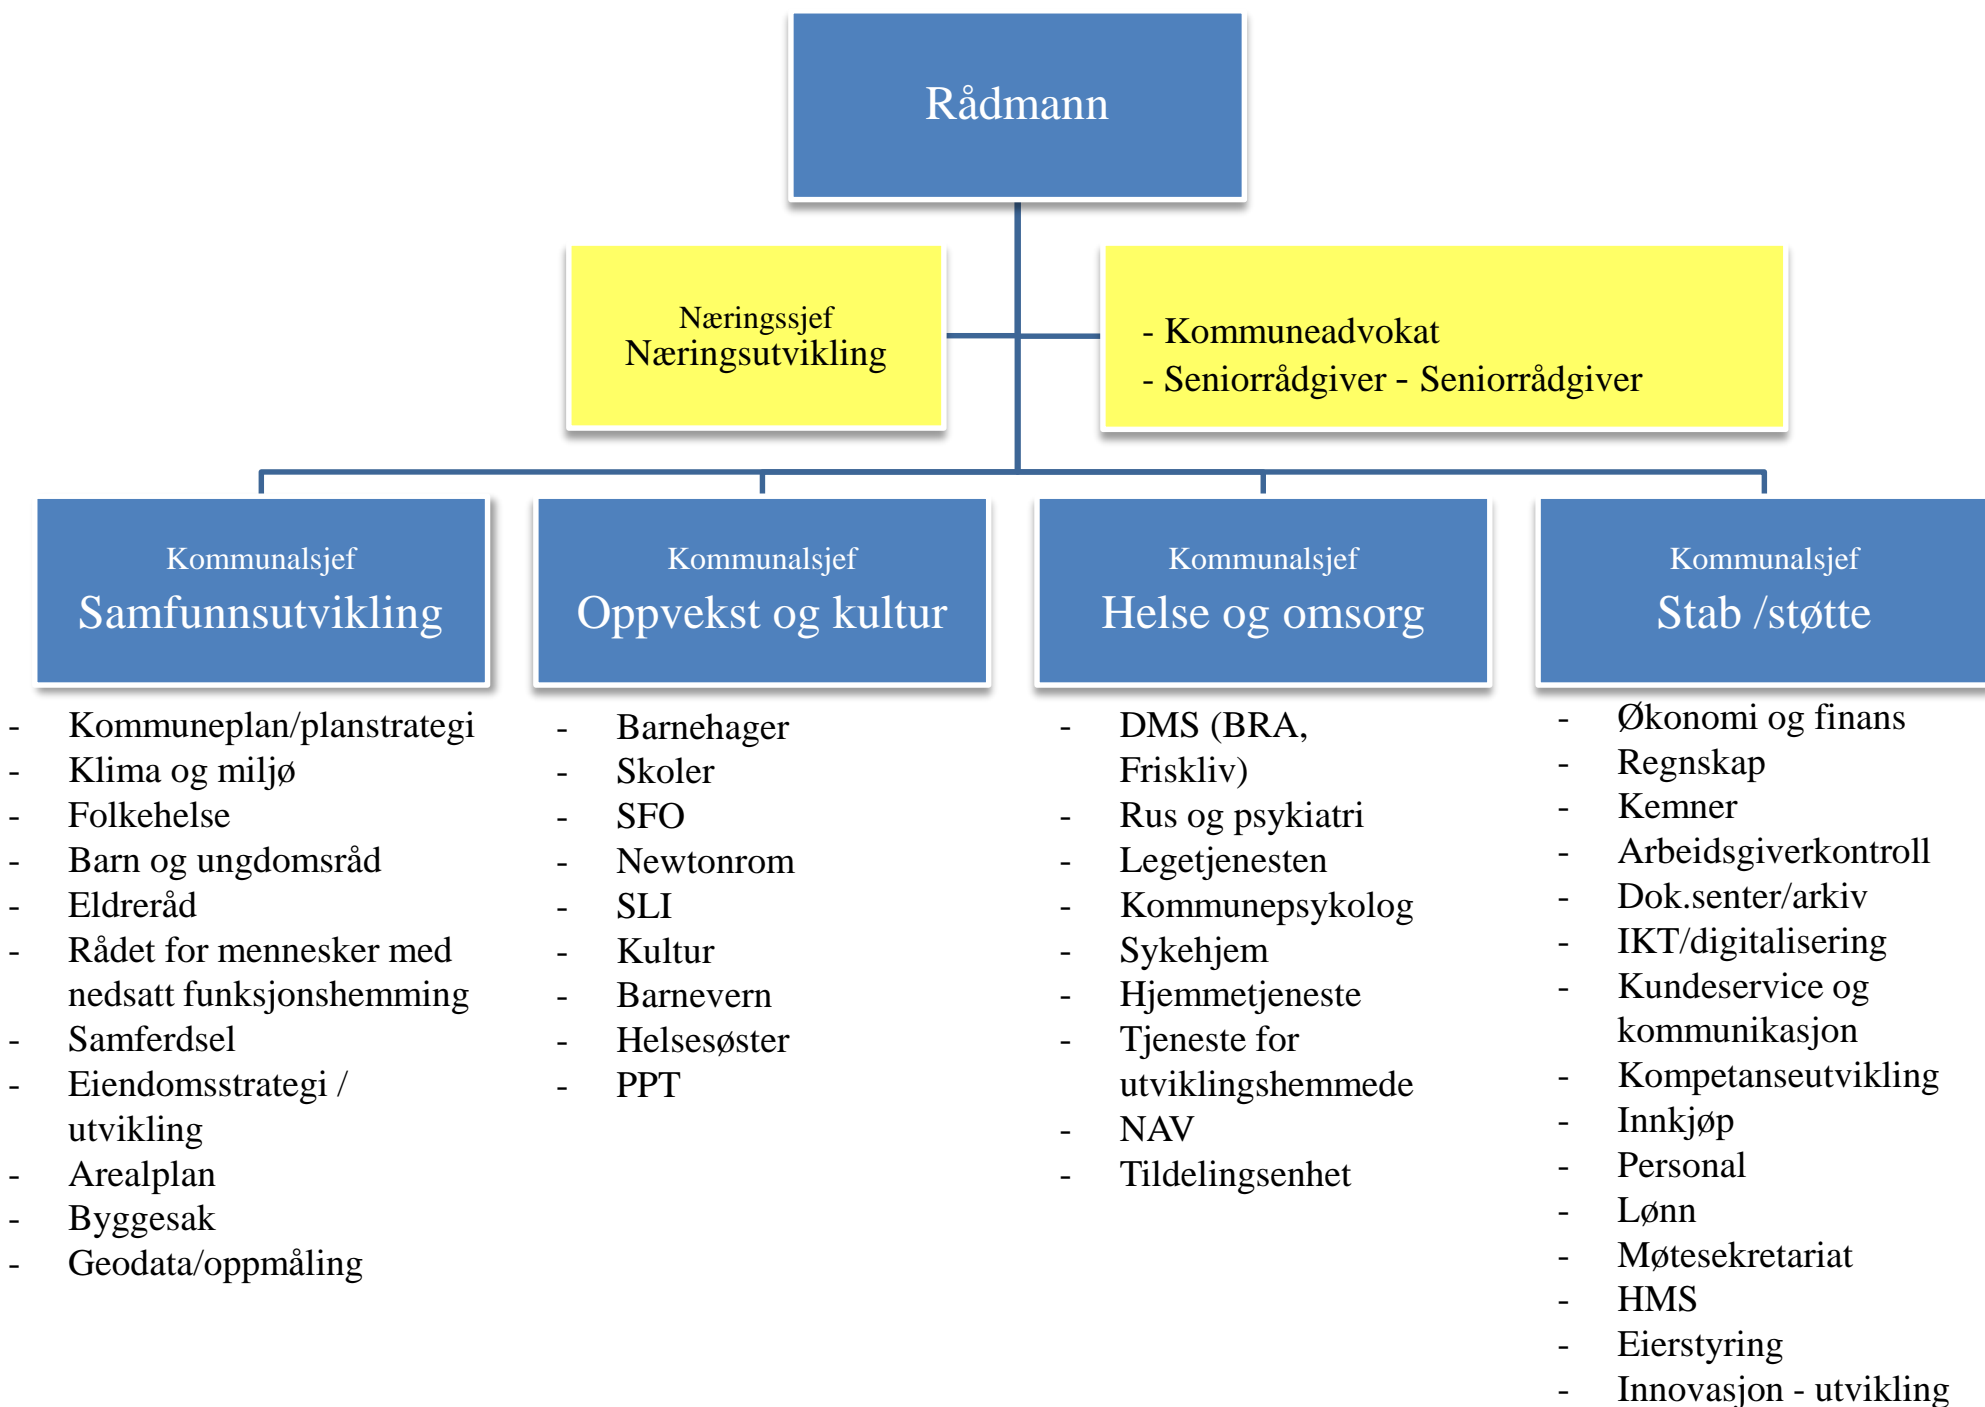 Rådmann
Næringssjef
Næringsutvikling
- Kommuneadvokat
- Seniorrådgiver - Seniorrådgiver
Kommunalsjef
Samfunnsutvikling
- Kommuneplan/planstrategi
- Klima og miljø
- Folkehelse
- Barn og ungdomsråd
- Eldreråd
- Rådet for mennesker med
nedsatt funksjonshemming
- Samferdsel
- Eiendomsstrategi /
utvikling
- Arealplan
- Byggesak
- Geodata/oppmåling
Kommunalsjef
Oppvekst og kultur
- Barnehager
- Skoler
- SFO
- Newtonrom
- SLI
- Kultur
- Barnevern
- Helsesøster
- PPT
Kommunalsjef
Helse og omsorg
- DMS (BRA,
Friskliv)
- Rus og psykiatri
- Legetjenesten
- Kommunepsykolog
- Sykehjem
- Hjemmetjeneste
- Tjeneste for
utviklingshemmede
- NAV
- Tildelingsenhet
Kommunalsjef
Stab /støtte
- Økonomi og finans
- Regnskap
- Kemner
- Arbeidsgiverkontroll
- Dok.senter/arkiv
- IKT/digitalisering
- Kundeservice og
kommunikasjon
- Kompetanseutvikling
- Innkjøp
- Personal
- Lønn
- Møtesekretariat
- HMS
- Eierstyring
- Innovasjon - utvikling